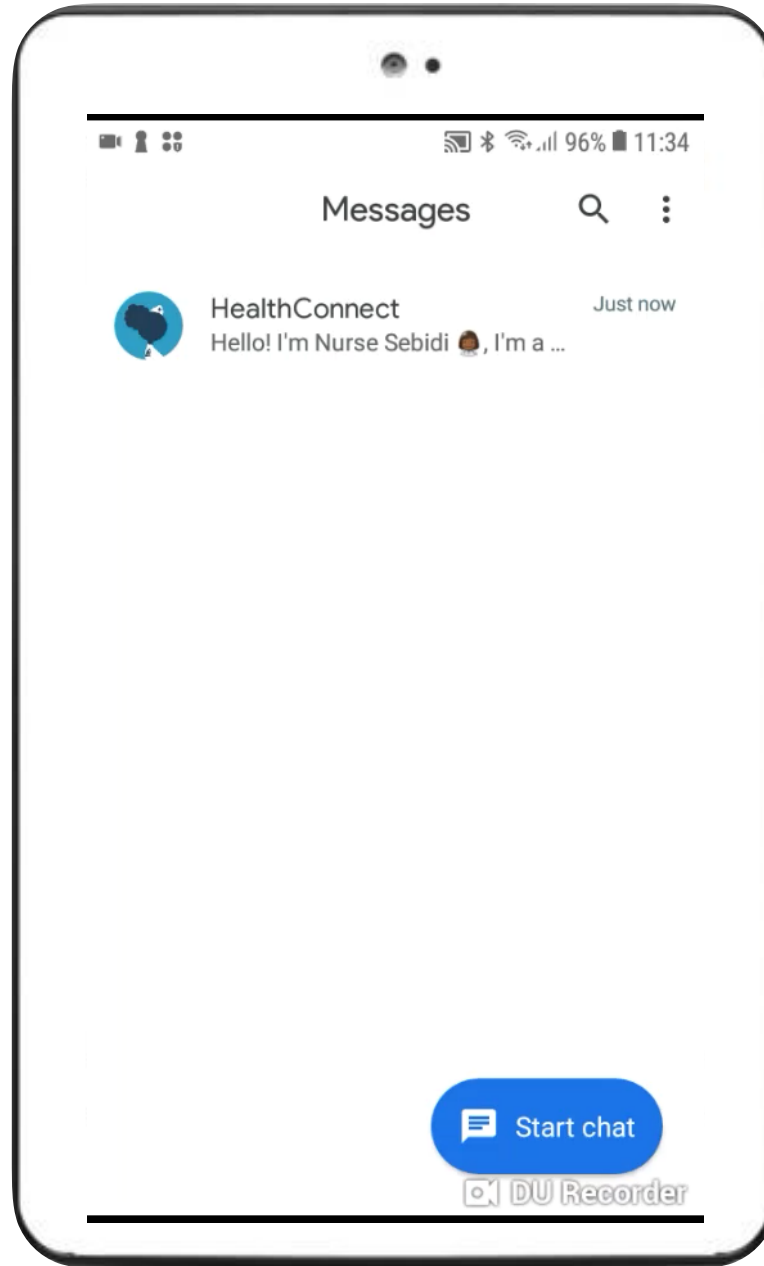 96% 11:34
Messages
HealthConnect Just now
Hello! I'm Nurse Sebidi 👩🏾, I'm a ...
Start chat
DU Recorder